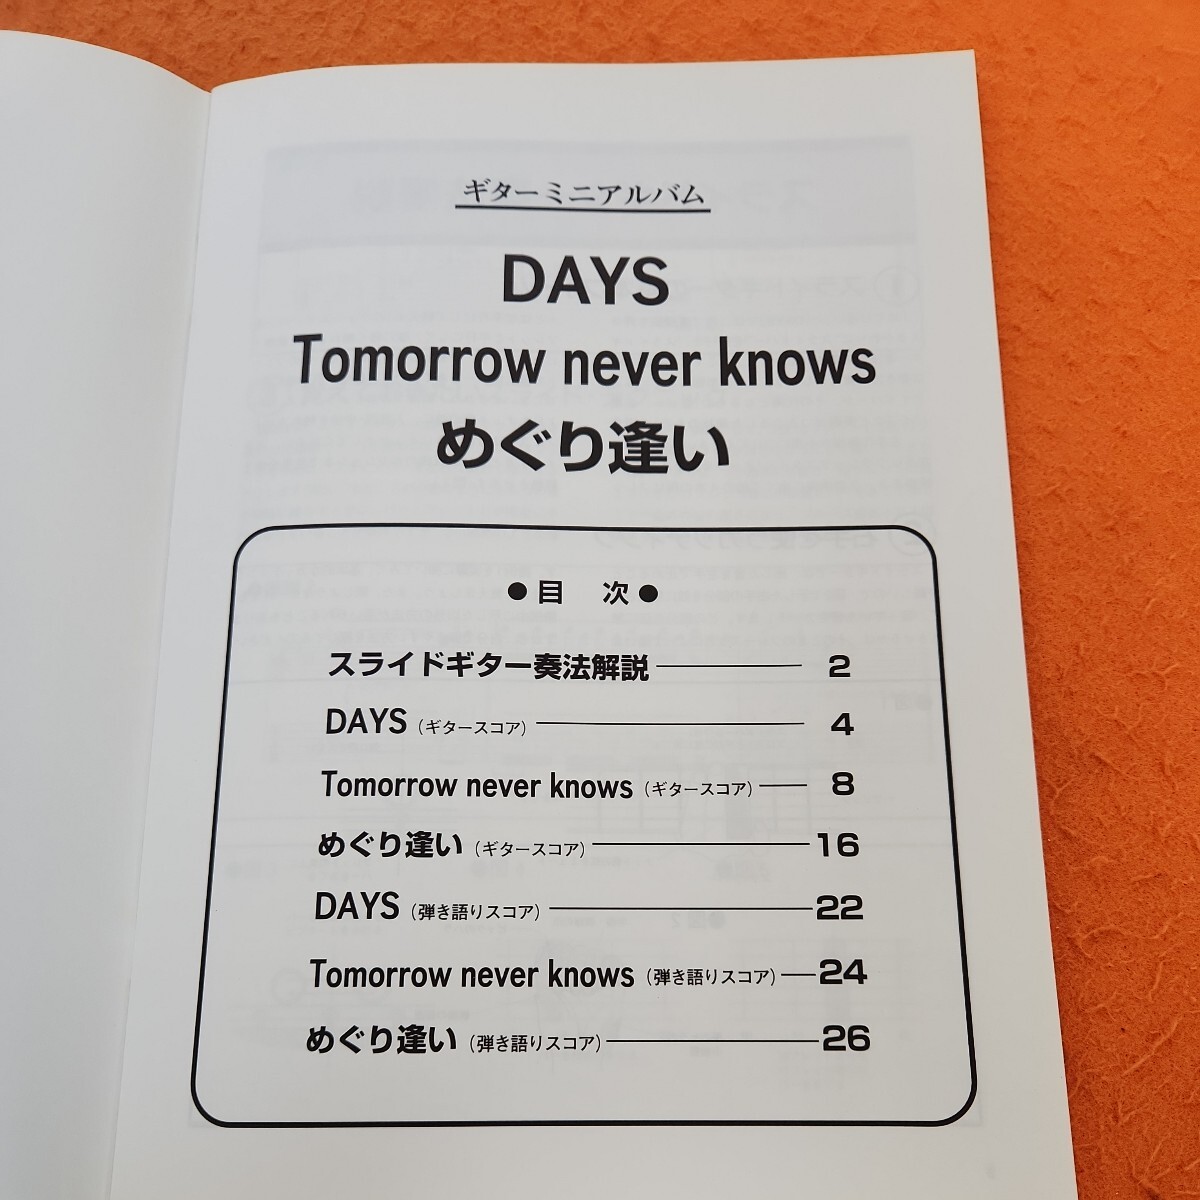 ギターミニアルバム
DAYS
Tomorrow never knows
めぐり逢い
●目 次●
スライドギター奏法解説 2
DAYS (ギタースコア) 4
Tomorrow never knows (ギタースコア) 8
めぐり逢い (ギタースコア) 16
DAYS (弾き語りスコア) 22
Tomorrow never knows (弾き語りスコア) 24
めぐり逢い (弾き語りスコア) 26